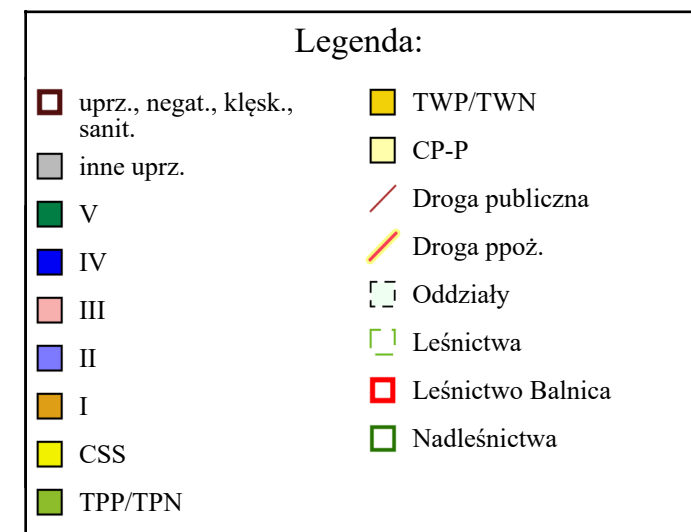 Legenda:
uprz., negat., klęsk.,
sanit.
inne uprz.
V
IV
III
II
I
CSS
TPP/TPN
TWP/TWN
CP-P
Droga publiczna
Droga ppoż.
Oddziały
Leśnictwa
Leśnictwo Balnica
Nadleśnictwa